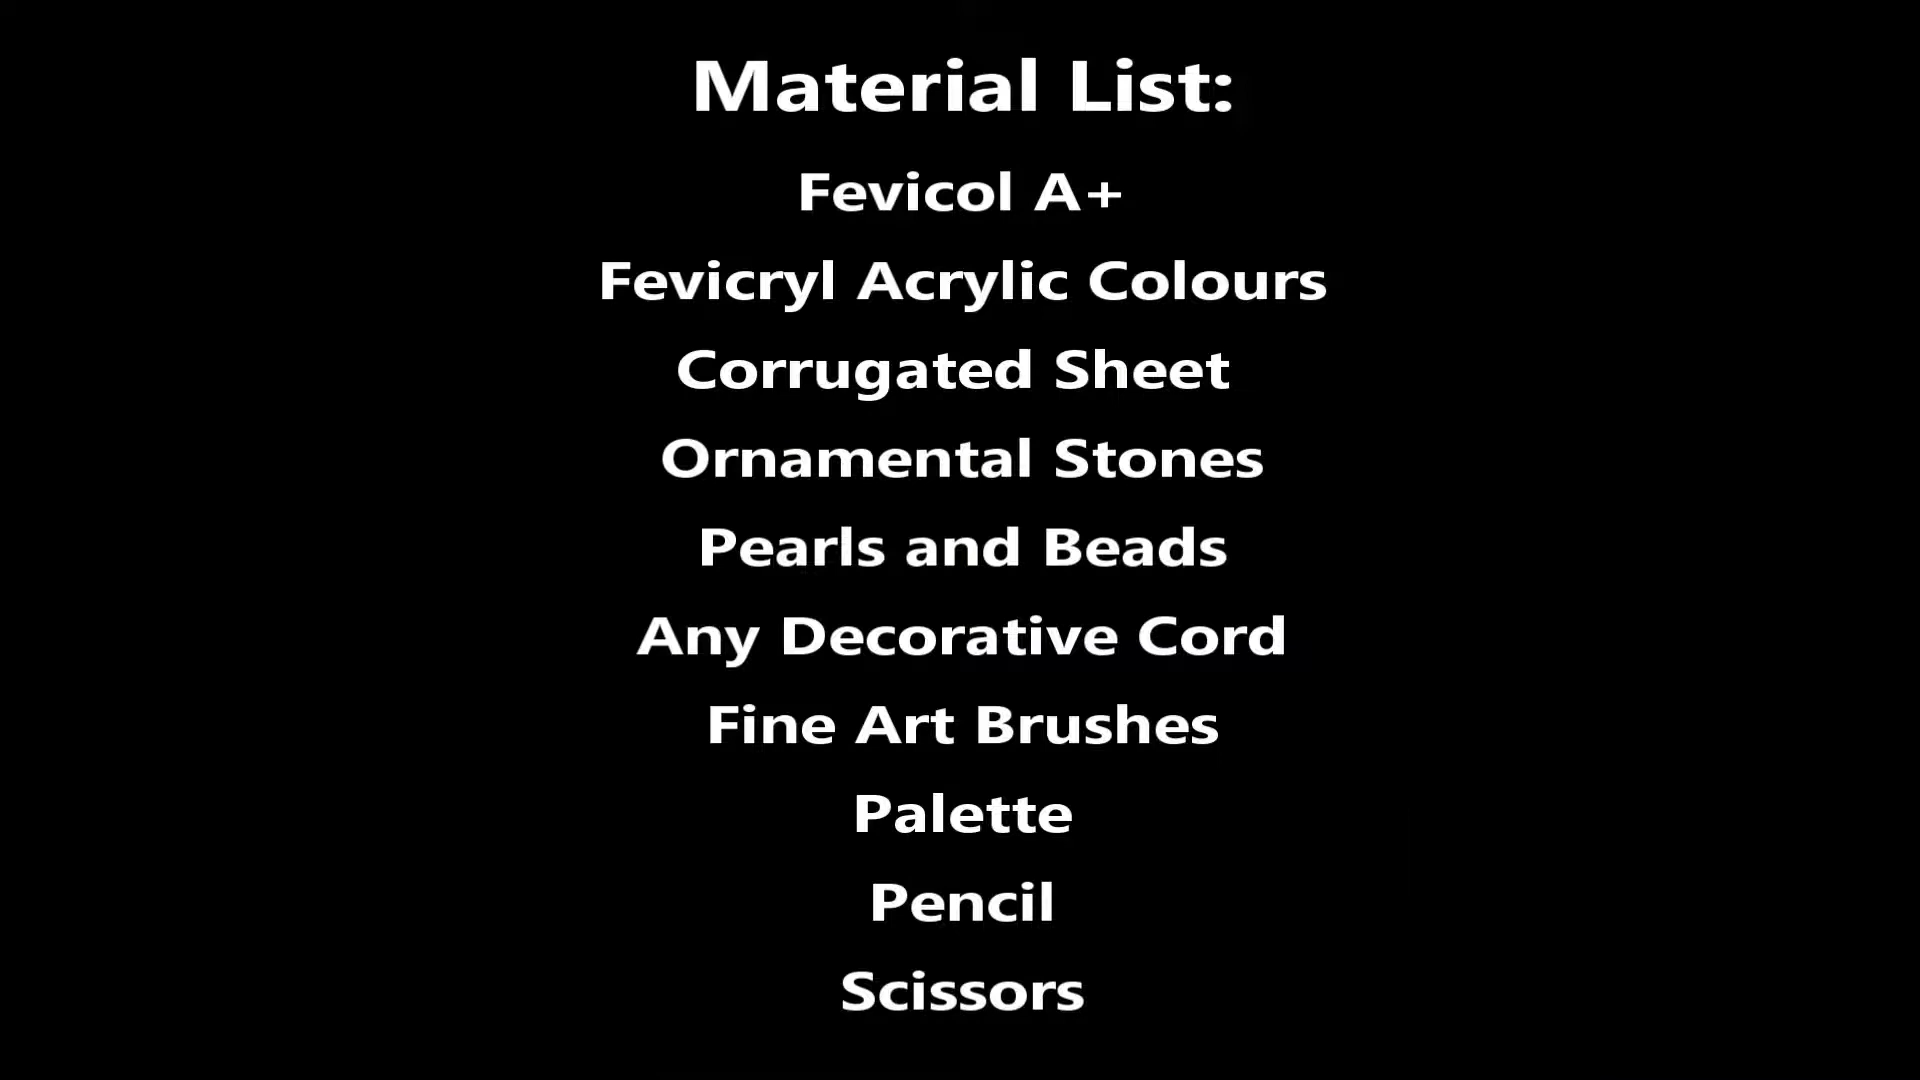 Material List:
Fevicol A+
Fevicryl Acrylic Colours
Corrugated Sheet
Ornamental Stones
Pearls and Beads
Any Decorative Cord
Fine Art Brushes
Palette
Pencil
Scissors